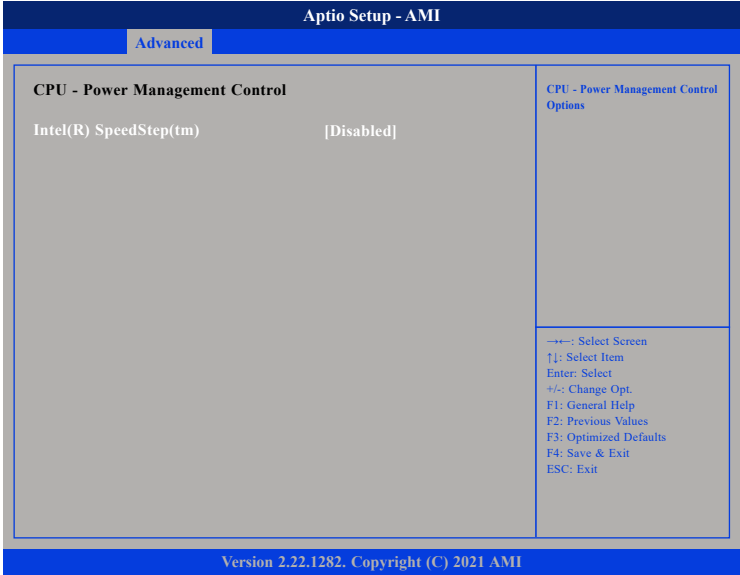 Aptio Setup - AMI
Advanced
CPU - Power Management Control
Intel(R) SpeedStep(tm) [Disabled]
CPU - Power Management Control
Options
→←: Select Screen
↑↓: Select Item
Enter: Select
+/-: Change Opt.
F1: General Help
F2: Previous Values
F3: Optimized Defaults
F4: Save & Exit
ESC: Exit
Version 2.22.1282. Copyright (C) 2021 AMI